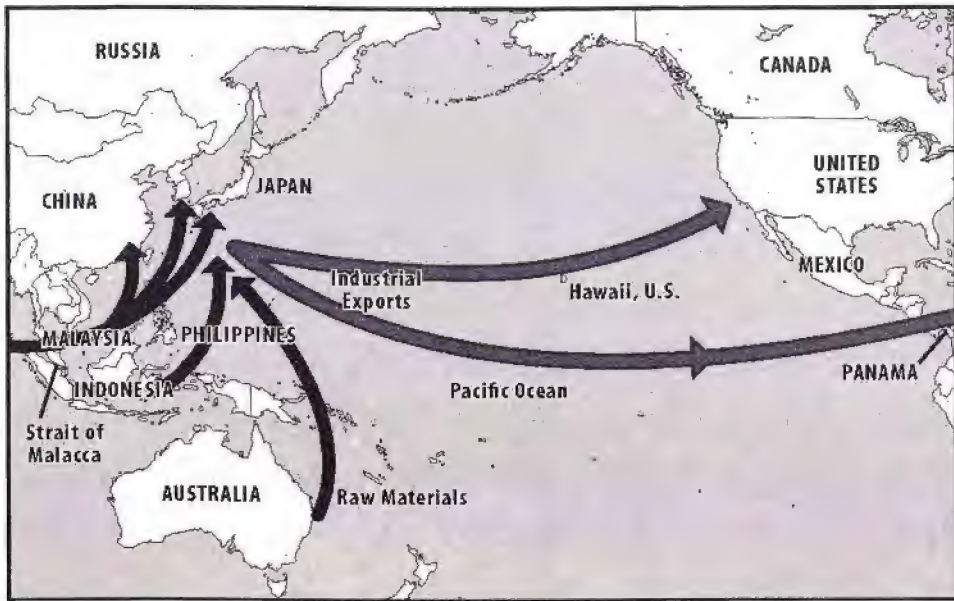 RUSSIA
CANADA
UNITED
STATES
CHINA
JAPAN
MEXICO
Industrial
Exports
Hawaii, U.S.
MALAYSIA
PHILIPPINES
PANAMA
INDONESIA
Pacific Ocean
Strait of
Malacca
AUSTRALIA
Raw Materials